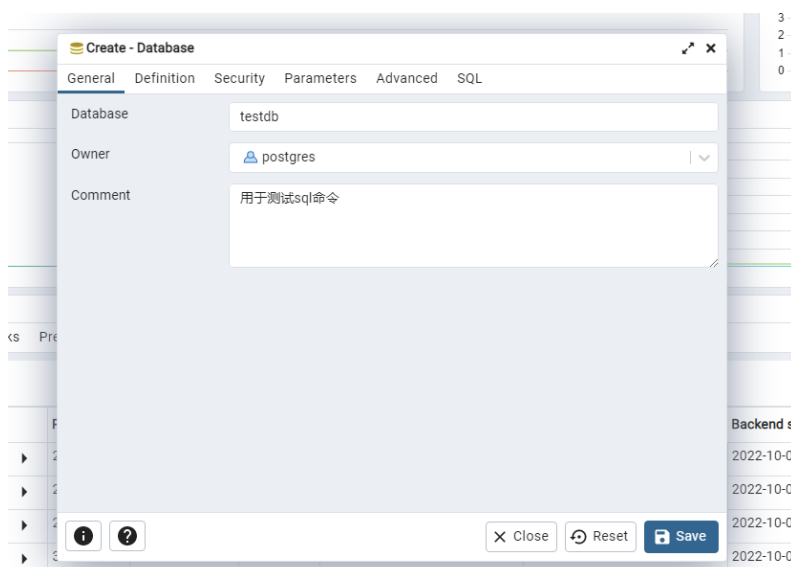 3
2
1
0
Create - Database
General Definition Security Parameters Advanced SQL
Database testdb
Owner postgres
Comment 用于测试sql命令
Backend s
2022-10-0
2022-10-0
2022-10-0
2022-10-0
Close Reset Save